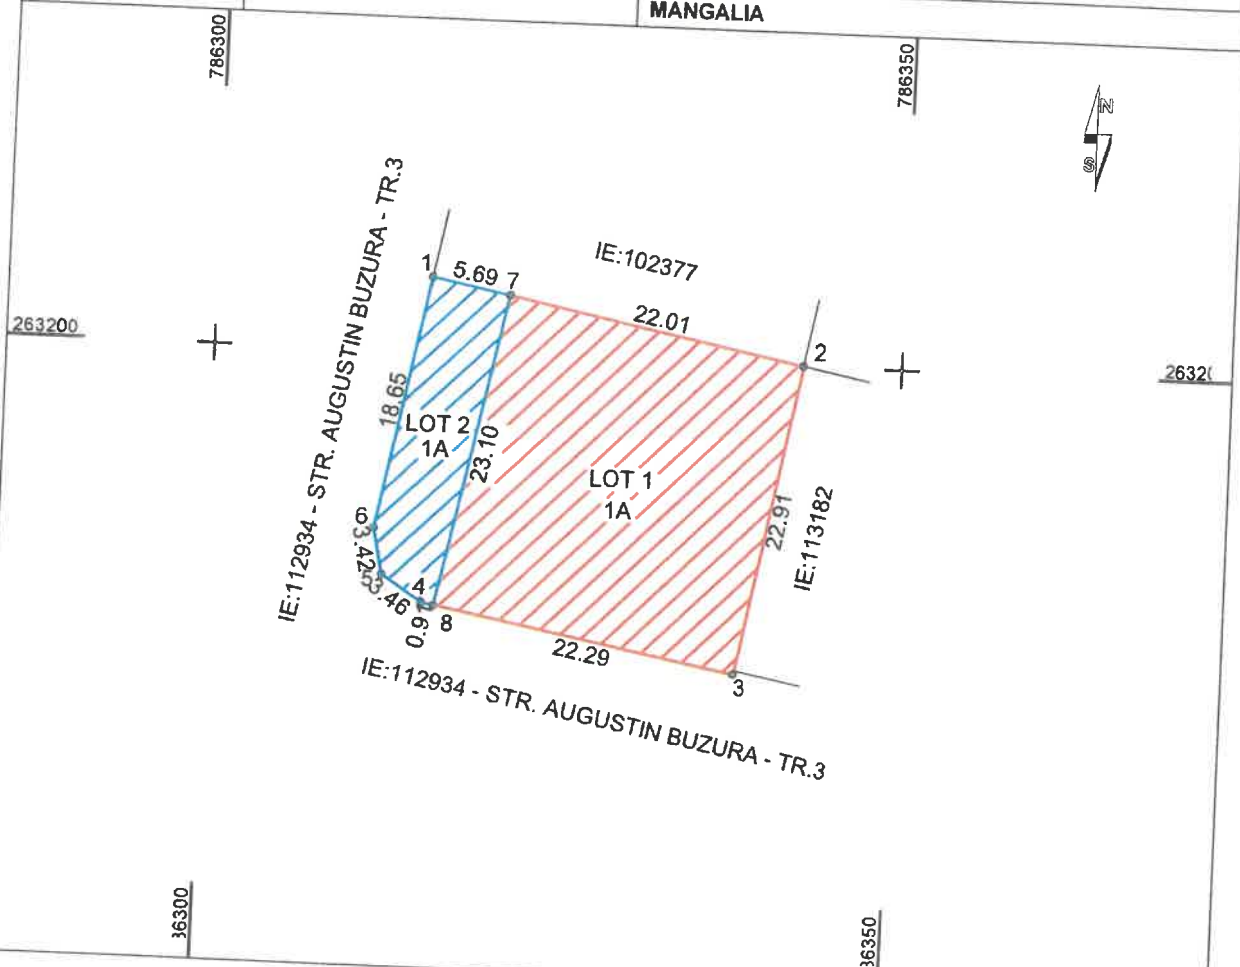 MANGALIA
786300
786350
N
S
IE:112934 - STR. AUGUSTIN BUZURA - TR.3
IE:102377
1
5.69
7
22.01
2
263200
2632
18.65
LOT 2
1A
23.10
LOT 1
1A
22.91
IE:113182
6
3.42
5
3.46
4
0.91
8
22.29
3
IE:112934 - STR. AUGUSTIN BUZURA - TR.3
36300
36350